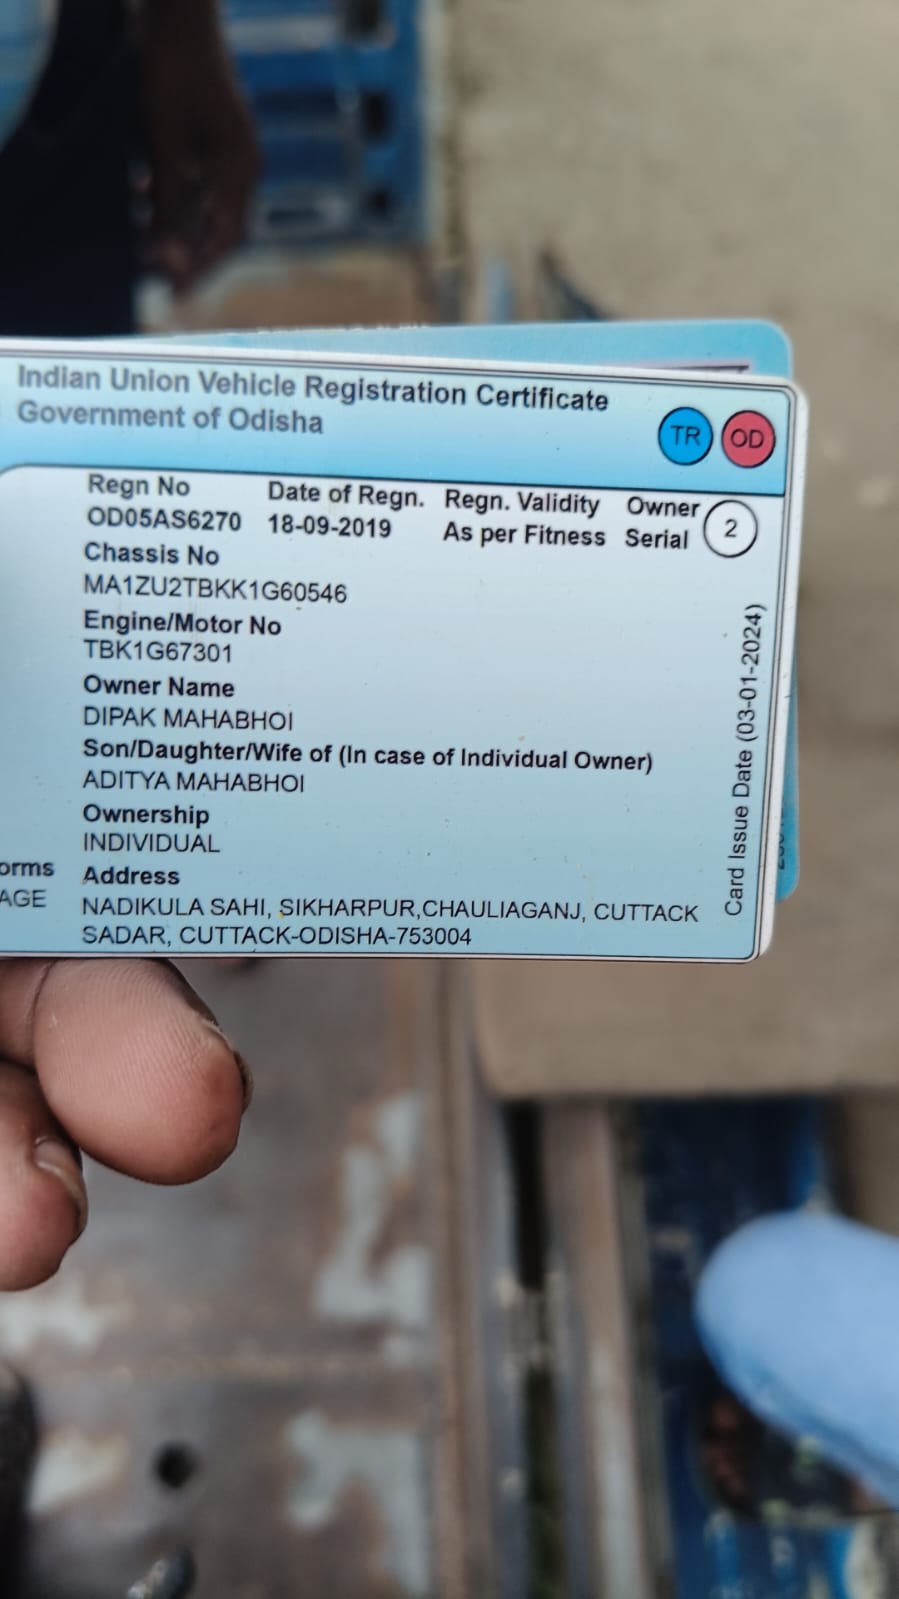 Indian Union Vehicle Registration Certificate
Government of Odisha
TR OD
Regn No Date of Regn. Regn. Validity Owner
OD05AS6270 18-09-2019 As per Fitness Serial 2
Chassis No
MA1ZU2TBKK1G60546
Engine/Motor No
TBK1G67301
Owner Name
DIPAK MAHABHOI
Son/Daughter/Wife of (In case of Individual Owner)
ADITYA MAHABHOI
Ownership
INDIVIDUAL
orms Address
AGE NADIKULA SAHI, SIKHARPUR,CHAULIAGANJ, CUTTACK
SADAR, CUTTACK-ODISHA-753004
Card Issue Date (03-01-2024)